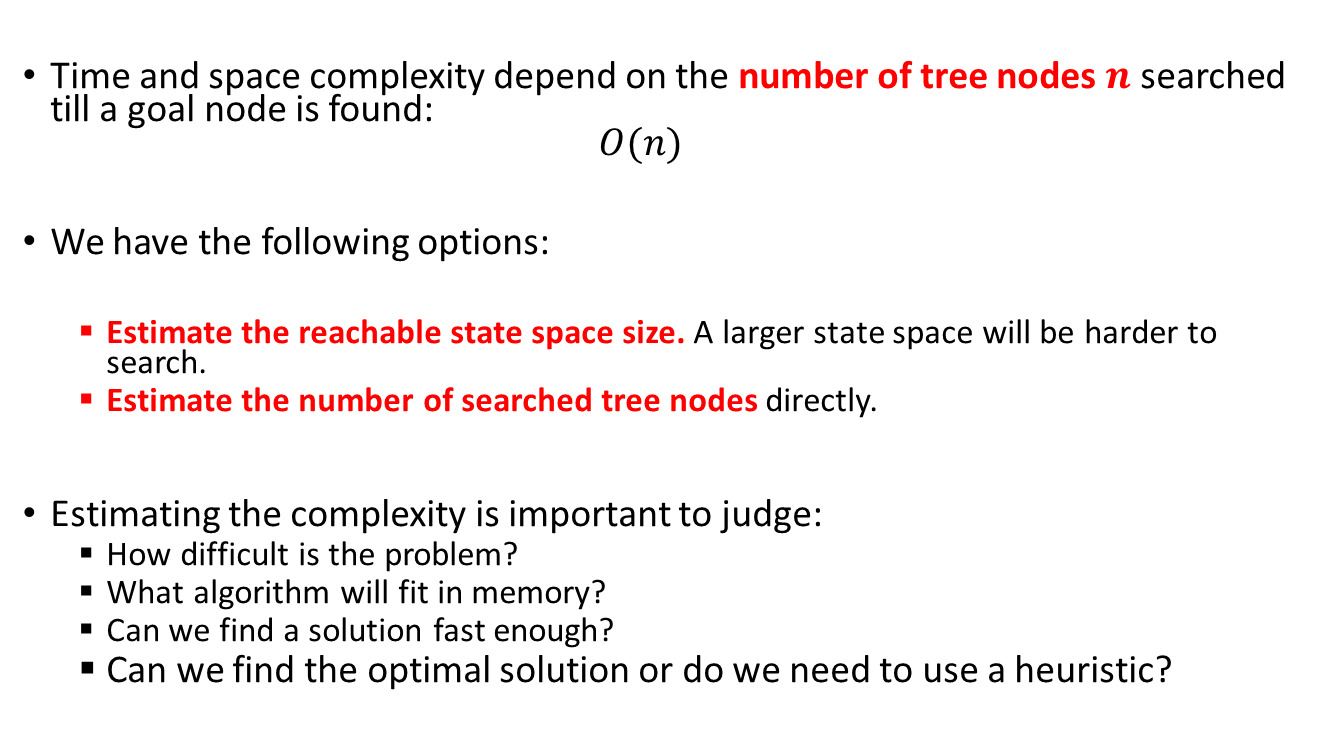 • Time and space complexity depend on the number of tree nodes n searched
till a goal node is found:
O(n)
• We have the following options:
▪ Estimate the reachable state space size. A larger state space will be harder to
search.
▪ Estimate the number of searched tree nodes directly.
• Estimating the complexity is important to judge:
▪ How difficult is the problem?
▪ What algorithm will fit in memory?
▪ Can we find a solution fast enough?
▪ Can we find the optimal solution or do we need to use a heuristic?